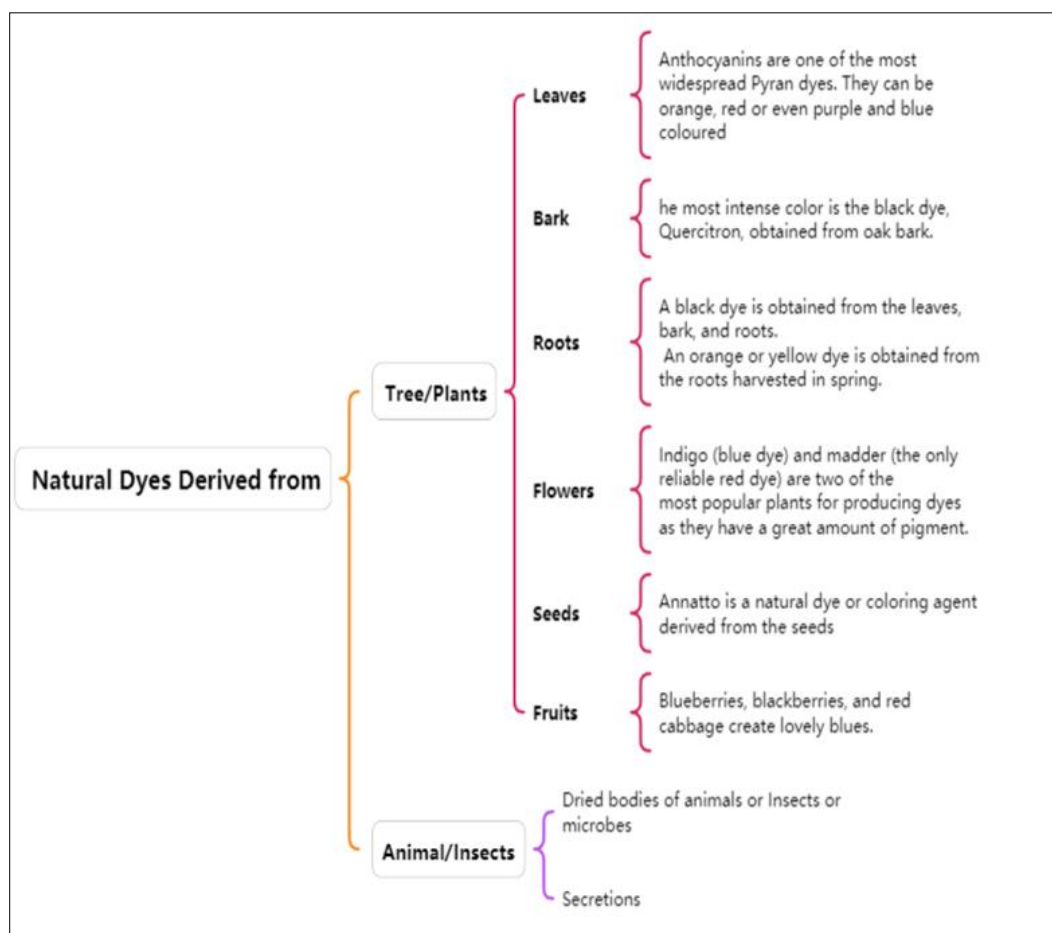 Natural Dyes Derived from
Tree/Plants
Leaves
Anthocyanins are one of the most
widespread Pyran dyes. They can be
orange, red or even purple and blue
coloured
Bark
he most intense color is the black dye,
Quercitron, obtained from oak bark.
Roots
A black dye is obtained from the leaves,
bark, and roots.
An orange or yellow dye is obtained from
the roots harvested in spring.
Flowers
Indigo (blue dye) and madder (the only
reliable red dye) are two of the
most popular plants for producing dyes
as they have a great amount of pigment.
Seeds
Annatto is a natural dye or coloring agent
derived from the seeds
Fruits
Blueberries, blackberries, and red
cabbage create lovely blues.
Animal/Insects
Dried bodies of animals or Insects or
microbes
Secretions